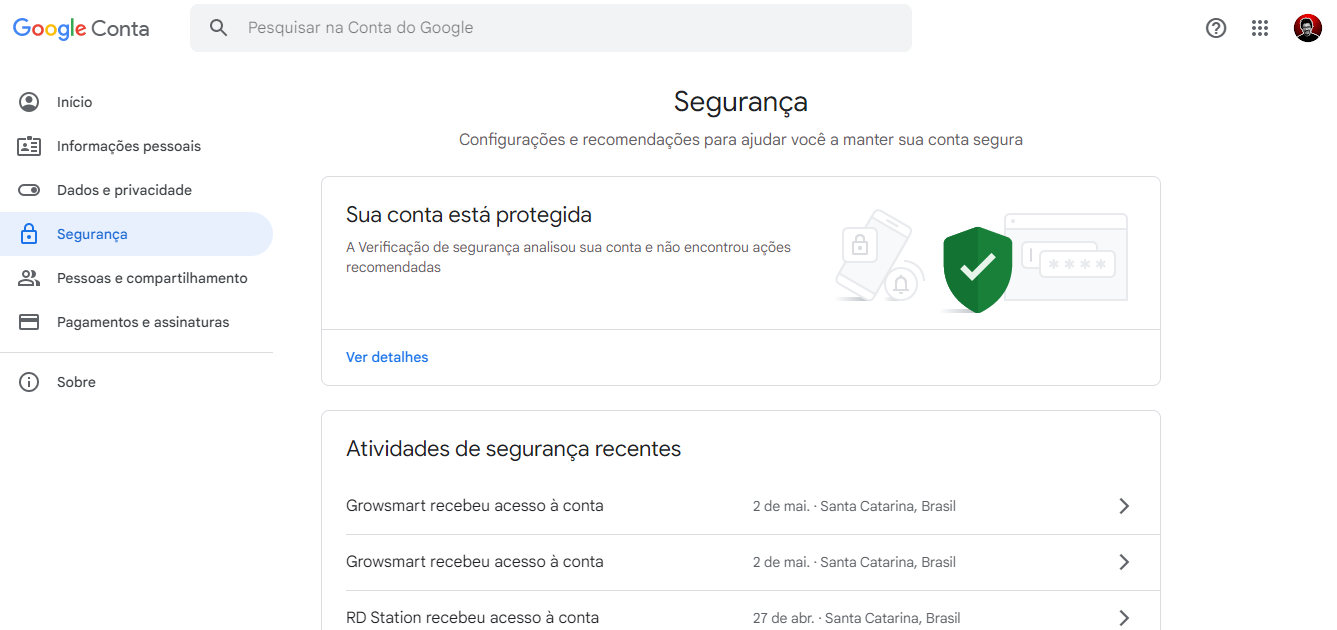 Google Conta
Pesquisar na Conta do Google
Início
Informações pessoais
Dados e privacidade
Segurança
Pessoas e compartilhamento
Pagamentos e assinaturas
Sobre
Segurança
Configurações e recomendações para ajudar você a manter sua conta segura
Sua conta está protegida
A Verificação de segurança analisou sua conta e não encontrou ações
recomendadas
****
Ver detalhes
Atividades de segurança recentes
Growsmart recebeu acesso à conta 2 de mai. · Santa Catarina, Brasil
Growsmart recebeu acesso à conta 2 de mai. · Santa Catarina, Brasil
RD Station recebeu acesso à conta 27 de abr. · Santa Catarina, Brasil